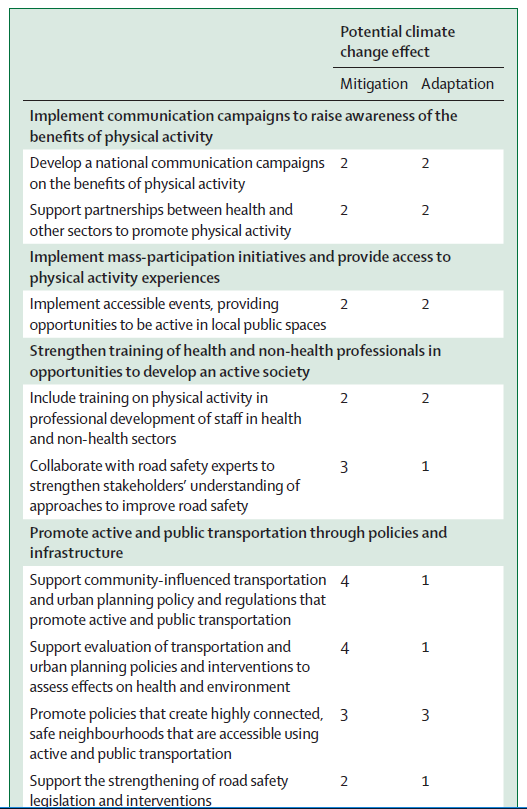 Potential climate
change effect
Mitigation Adaptation
Implement communication campaigns to raise awareness of the
benefits of physical activity
Develop a national communication campaigns 2 2
on the benefits of physical activity
Support partnerships between health and 2 2
other sectors to promote physical activity
Implement mass-participation initiatives and provide access to
physical activity experiences
Implement accessible events, providing 2 2
opportunities to be active in local public spaces
Strengthen training of health and non-health professionals in
opportunities to develop an active society
Include training on physical activity in 2 2
professional development of staff in health
and non-health sectors
Collaborate with road safety experts to 3 1
strengthen stakeholders’ understanding of
approaches to improve road safety
Promote active and public transportation through policies and
infrastructure
Support community-influenced transportation 4 1
and urban planning policy and regulations that
promote active and public transportation
Support evaluation of transportation and 4 1
urban planning policies and interventions to
assess effects on health and environment
Promote policies that create highly connected, 3 3
safe neighbourhoods that are accessible using
active and public transportation
Support the strengthening of road safety 2 1
legislation and interventions